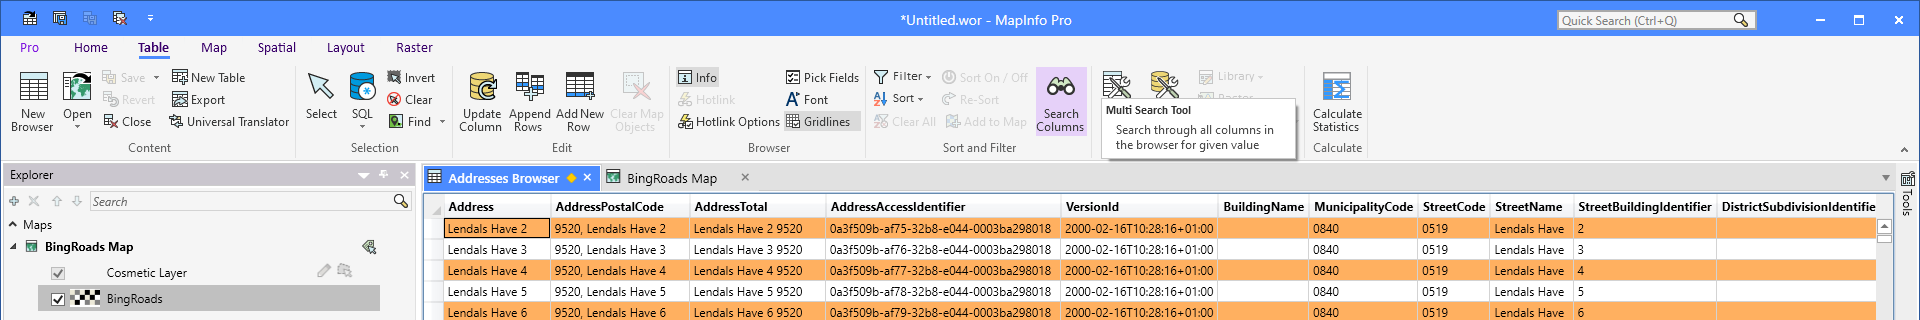 *Untitled.wor - MapInfo Pro
Quick Search (Ctrl+Q)
Pro Home Table Map Spatial Layout Raster
New Browser
Open
Save
Revert
Close
New Table
Export
Universal Translator
Content
Select
SQL
Invert
Clear
Find
Selection
Update Column
Append Rows
Add New Row
Clear Map Objects
Edit
Info
Hotlink
Hotlink Options
Pick Fields
Font
Gridlines
Browser
Filter
Sort
Clear All
Sort On / Off
Re-Sort
Add to Map
Search Columns
Sort and Filter
Library
Multi Search Tool
Search through all columns in
the browser for given value
Calculate Statistics
Calculate
Explorer
Search
Maps
BingRoads Map
Cosmetic Layer
BingRoads
Addresses Browser
BingRoads Map
Tools
Address AddressPostalCode AddressTotal AddressAccessIdentifier VersionId BuildingName MunicipalityCode StreetCode StreetName StreetBuildingIdentifier DistrictSubdivisionIdentifie
Lendals Have 2 9520, Lendals Have 2 Lendals Have 2 9520 0a3f509b-af75-32b8-e044-0003ba298018 2000-02-16T10:28:16+01:00 0840 0519 Lendals Have 2
Lendals Have 3 9520, Lendals Have 3 Lendals Have 3 9520 0a3f509b-af76-32b8-e044-0003ba298018 2000-02-16T10:28:16+01:00 0840 0519 Lendals Have 3
Lendals Have 4 9520, Lendals Have 4 Lendals Have 4 9520 0a3f509b-af77-32b8-e044-0003ba298018 2000-02-16T10:28:16+01:00 0840 0519 Lendals Have 4
Lendals Have 5 9520, Lendals Have 5 Lendals Have 5 9520 0a3f509b-af78-32b8-e044-0003ba298018 2000-02-16T10:28:16+01:00 0840 0519 Lendals Have 5
Lendals Have 6 9520, Lendals Have 6 Lendals Have 6 9520 0a3f509b-af79-32b8-e044-0003ba298018 2000-02-16T10:28:16+01:00 0840 0519 Lendals Have 6